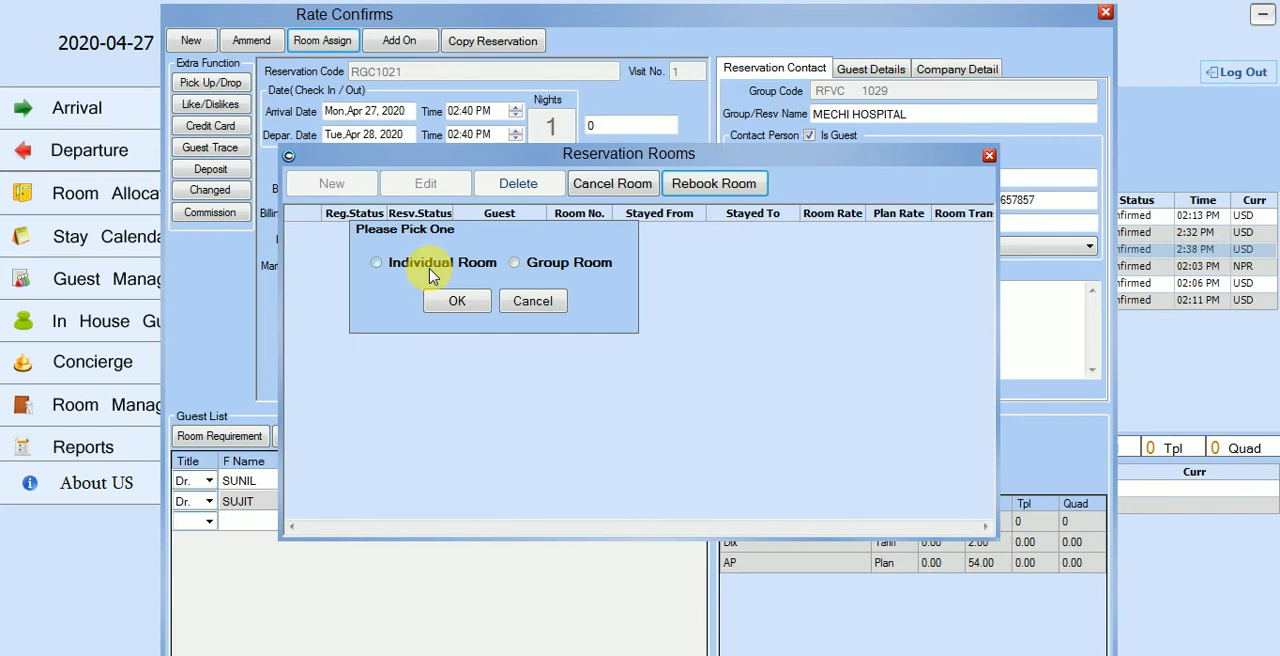 Rate Confirms
2020-04-27
New
Ammend
Room Assign
Add On
Copy Reservation
Log Out
Arrival
Departure
Room Alloca
Stay Calenda
Guest Manage
In House Gu
Concierge
Room Manag
Reports
About US
Extra Function
Pick Up/Drop
Like/Dislikes
Credit Card
Guest Trace
Deposit
Changed
Commission
Reservation Code RGC1021 Visit No. 1
Date(Check In / Out)
Arrival Date Mon,Apr 27, 2020 Time 02:40 PM
Depar. Date Tue,Apr 28, 2020 Time 02:40 PM
Nights
1
0
Billin
Mar
Reservation Contact Guest Details Company Detail
Group Code RFVC 1029
Group/Resv Name MECHI HOSPITAL
Contact Person Is Guest
657857
Reservation Rooms
New Edit Delete Cancel Room Rebook Room
Reg.Status Resv.Status Guest Room No. Stayed From Stayed To Room Rate Plan Rate Room Tran
Please Pick One
Individual Room Group Room
OK Cancel
Status Time Curr
nfirmed 02:13 PM USD
nfirmed 2:32 PM USD
nfirmed 2:38 PM USD
nfirmed 02:03 PM NPR
nfirmed 02:06 PM USD
nfirmed 02:11 PM USD
0 Tpl 0 Quad
Curr
Guest List
Room Requirement
Title F Name
Dr. SUNIL
Dr. SUJIT
Tpl Quad
0 0
0.00 2.00 0.00 0.00
AP Plan 0.00 54.00 0.00 0.00